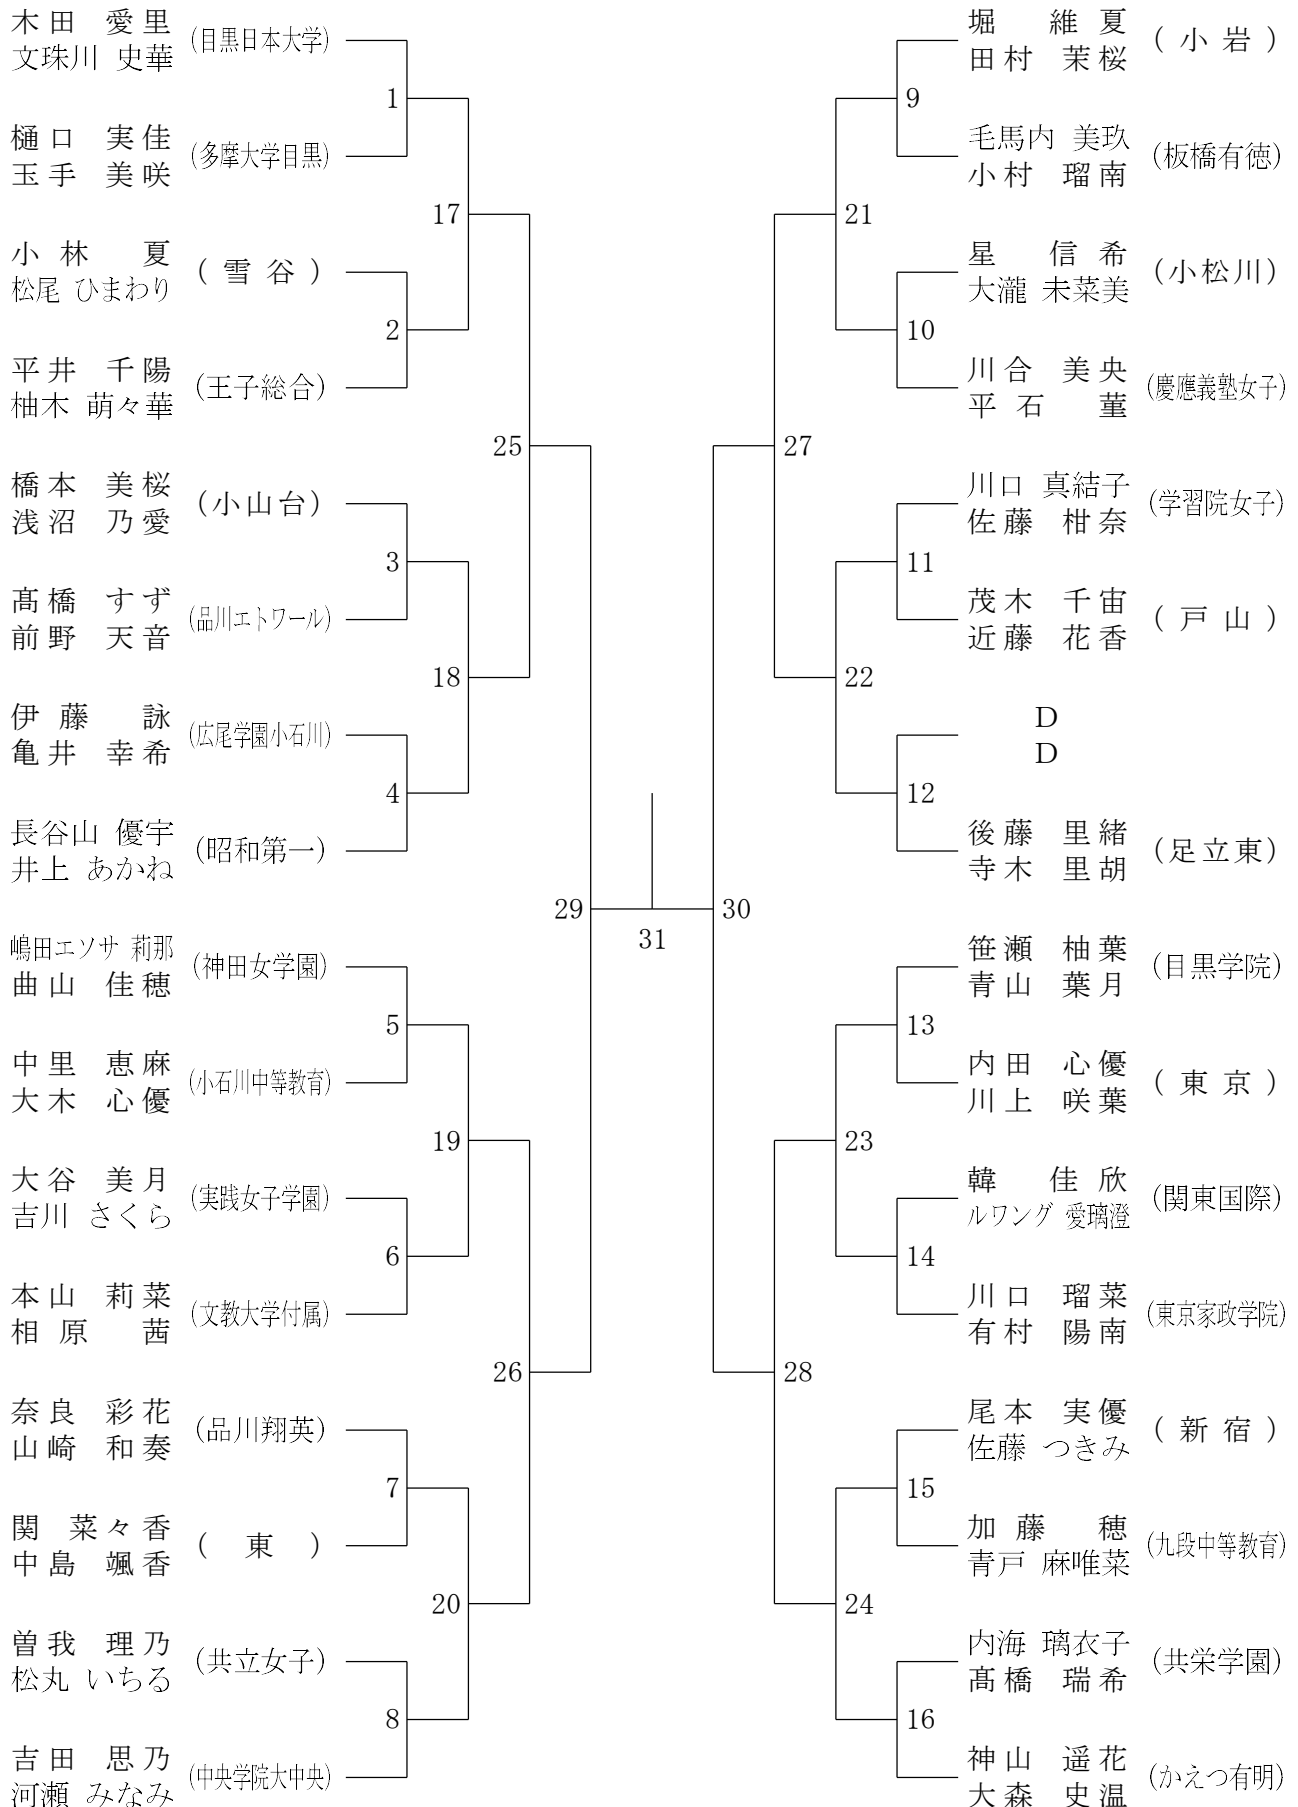 木田 愛里
文珠川 史華
(目黒日本大学)
1
樋口 実佳
玉手 美咲
(多摩大学目黒)
17
小林 夏
松尾 ひまわり
(雪谷)
2
平井 千陽
柚木 萌々華
(王子総合)
25
橋本 美桜
浅沼 乃愛
(小山台)
3
髙橋 すず
前野 天音
(品川エトワール)
18
伊藤 詠
亀井 幸希
(広尾学園小石川)
4
長谷山 優宇
井上 あかね
(昭和第一)
29
嶋田エソサ 莉那
曲山 佳穂
(神田女学園)
5
中里 恵麻
大木 心優
(小石川中等教育)
19
大谷 美月
吉川 さくら
(実践女子学園)
6
本山 莉菜
相原 茜
(文教大学付属)
26
奈良 彩花
山崎 和奏
(品川翔英)
7
関 菜々香
中島 颯香
(東)
20
曽我 理乃
松丸 いちる
(共立女子)
8
吉田 思乃
河瀬 みなみ
(中央学院大中央)
31
堀 維夏
田村 茉桜
(小岩)
9
毛馬内 美玖
小村 瑠南
(板橋有徳)
21
星 信希
大瀧 未菜美
(小松川)
10
川合 美央
平石 菫
(慶應義塾女子)
27
川口 真結子
佐藤 柑奈
(学習院女子)
11
茂木 千宙
近藤 花香
(戸山)
22
D
D
12
後藤 里緒
寺木 里胡
(足立東)
30
笹瀬 柚葉
青山 葉月
(目黒学院)
13
内田 心優
川上 咲葉
(東京)
23
韓 佳欣
ルワング 愛璃澄
(関東国際)
14
川口 瑠菜
有村 陽南
(東京家政学院)
28
尾本 実優
佐藤 つきみ
(新宿)
15
加藤 穂
青戸 麻唯菜
(九段中等教育)
24
内海 璃衣子
髙橋 瑞希
(共栄学園)
16
神山 遥花
大森 史温
(かえつ有明)